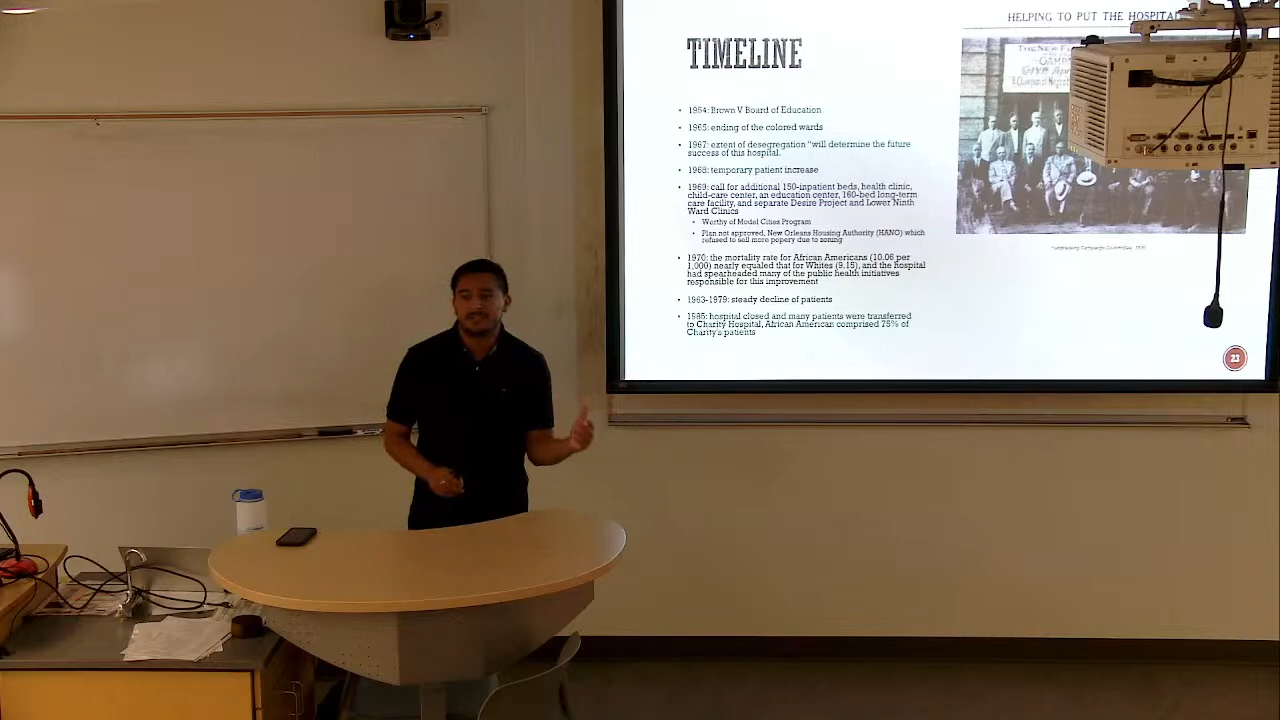 TIMELINE
• 1954: Brown V Board of Education
• 1965: ending of the colored wards
• 1967: extent of desegregation "will determine the future
success of this hospital.
• 1968: temporary patient increase
• 1969: call for additional 150-inpatient beds, health clinic,
child-care center, an education center, 160-bed long-term
care facility, and separate Desire Project and Lower Ninth
Ward Clinics
• Worthy of Model Cities Program
• Plan not approved, New Orleans Housing Authority (HANO) which
refused to sell more popery due to zoning
• 1970: the mortality rate for African Americans (10.06 per
1,000) nearly equaled that for Whites (9.15), and the hospital
had spearheaded many of the public health initiatives
responsible for this improvement
• 1963-1979: steady decline of patients
• 1985: hospital closed and many patients were transferred
to Charity Hospital, African American comprised 75% of
Charity's patients
HELPING TO PUT THE HOSPITAL
THE NEW
23